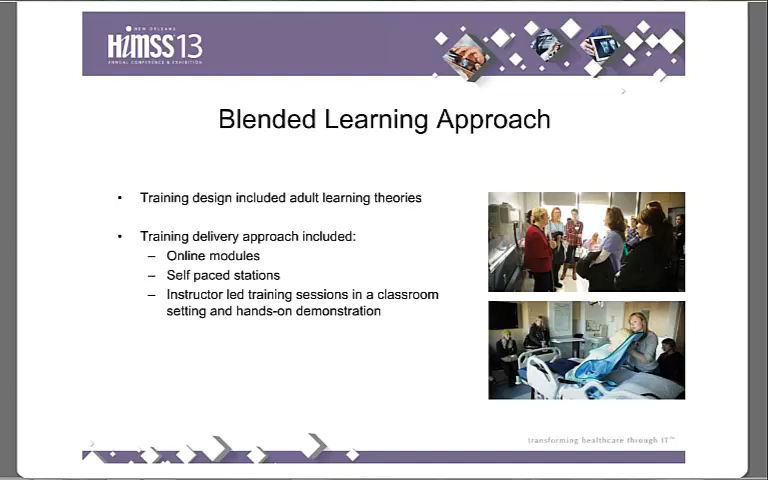 NEW ORLEANS
HIMSS13
ANNUAL CONFERENCE & EXHIBITION
Blended Learning Approach
• Training design included adult learning theories
• Training delivery approach included:
– Online modules
– Self paced stations
– Instructor led training sessions in a classroom
setting and hands-on demonstration
transforming healthcare through IT™